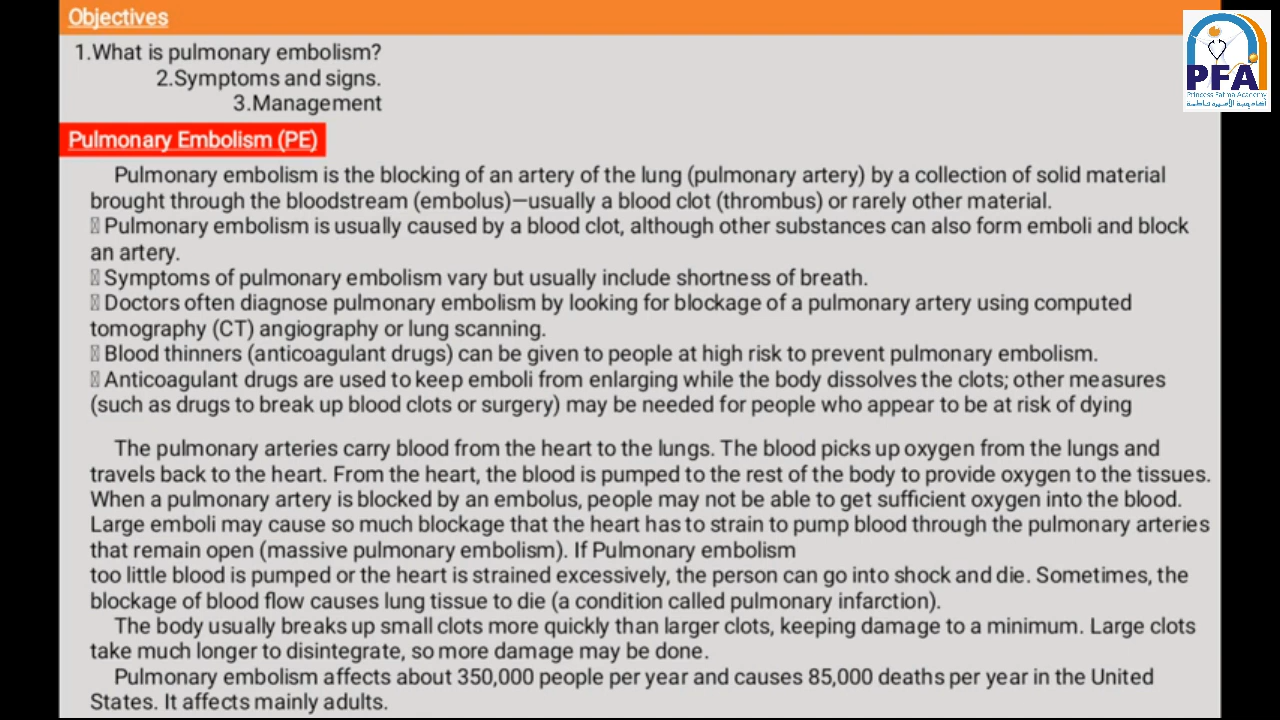 Objectives
1.What is pulmonary embolism?
2.Symptoms and signs.
3.Management
PFA
Princess Fatma Academy
أكاديمية الأميرة فاطمة
Pulmonary Embolism (PE)
Pulmonary embolism is the blocking of an artery of the lung (pulmonary artery) by a collection of solid material
brought through the bloodstream (embolus)—usually a blood clot (thrombus) or rarely other material.
Pulmonary embolism is usually caused by a blood clot, although other substances can also form emboli and block
an artery.
Symptoms of pulmonary embolism vary but usually include shortness of breath.
Doctors often diagnose pulmonary embolism by looking for blockage of a pulmonary artery using computed
tomography (CT) angiography or lung scanning.
Blood thinners (anticoagulant drugs) can be given to people at high risk to prevent pulmonary embolism.
Anticoagulant drugs are used to keep emboli from enlarging while the body dissolves the clots; other measures
(such as drugs to break up blood clots or surgery) may be needed for people who appear to be at risk of dying
The pulmonary arteries carry blood from the heart to the lungs. The blood picks up oxygen from the lungs and
travels back to the heart. From the heart, the blood is pumped to the rest of the body to provide oxygen to the tissues.
When a pulmonary artery is blocked by an embolus, people may not be able to get sufficient oxygen into the blood.
Large emboli may cause so much blockage that the heart has to strain to pump blood through the pulmonary arteries
that remain open (massive pulmonary embolism). If Pulmonary embolism
too little blood is pumped or the heart is strained excessively, the person can go into shock and die. Sometimes, the
blockage of blood flow causes lung tissue to die (a condition called pulmonary infarction).
The body usually breaks up small clots more quickly than larger clots, keeping damage to a minimum. Large clots
take much longer to disintegrate, so more damage may be done.
Pulmonary embolism affects about 350,000 people per year and causes 85,000 deaths per year in the United
States. It affects mainly adults.